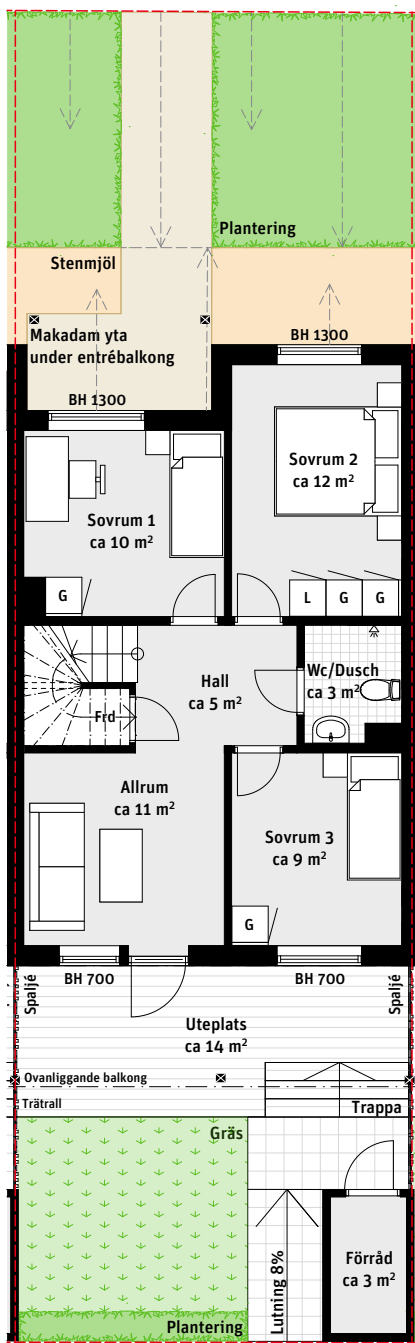 Plantering
Stenmjöl
Makadam yta
under entrébalkong
BH 1300
BH 1300
Sovrum 2
ca 12 m²
Sovrum 1
ca 10 m²
G
L
G
G
Hall
ca 5 m²
Wc/Dusch
ca 3 m²
Frd
Allrum
ca 11 m²
Sovrum 3
ca 9 m²
G
Spaljé
BH 700
BH 700
Spaljé
Uteplats
ca 14 m²
Ovanliggande balkong
Trätrall
Trappa
Gräs
Lutning 8%
Förråd
ca 3 m²
Plantering